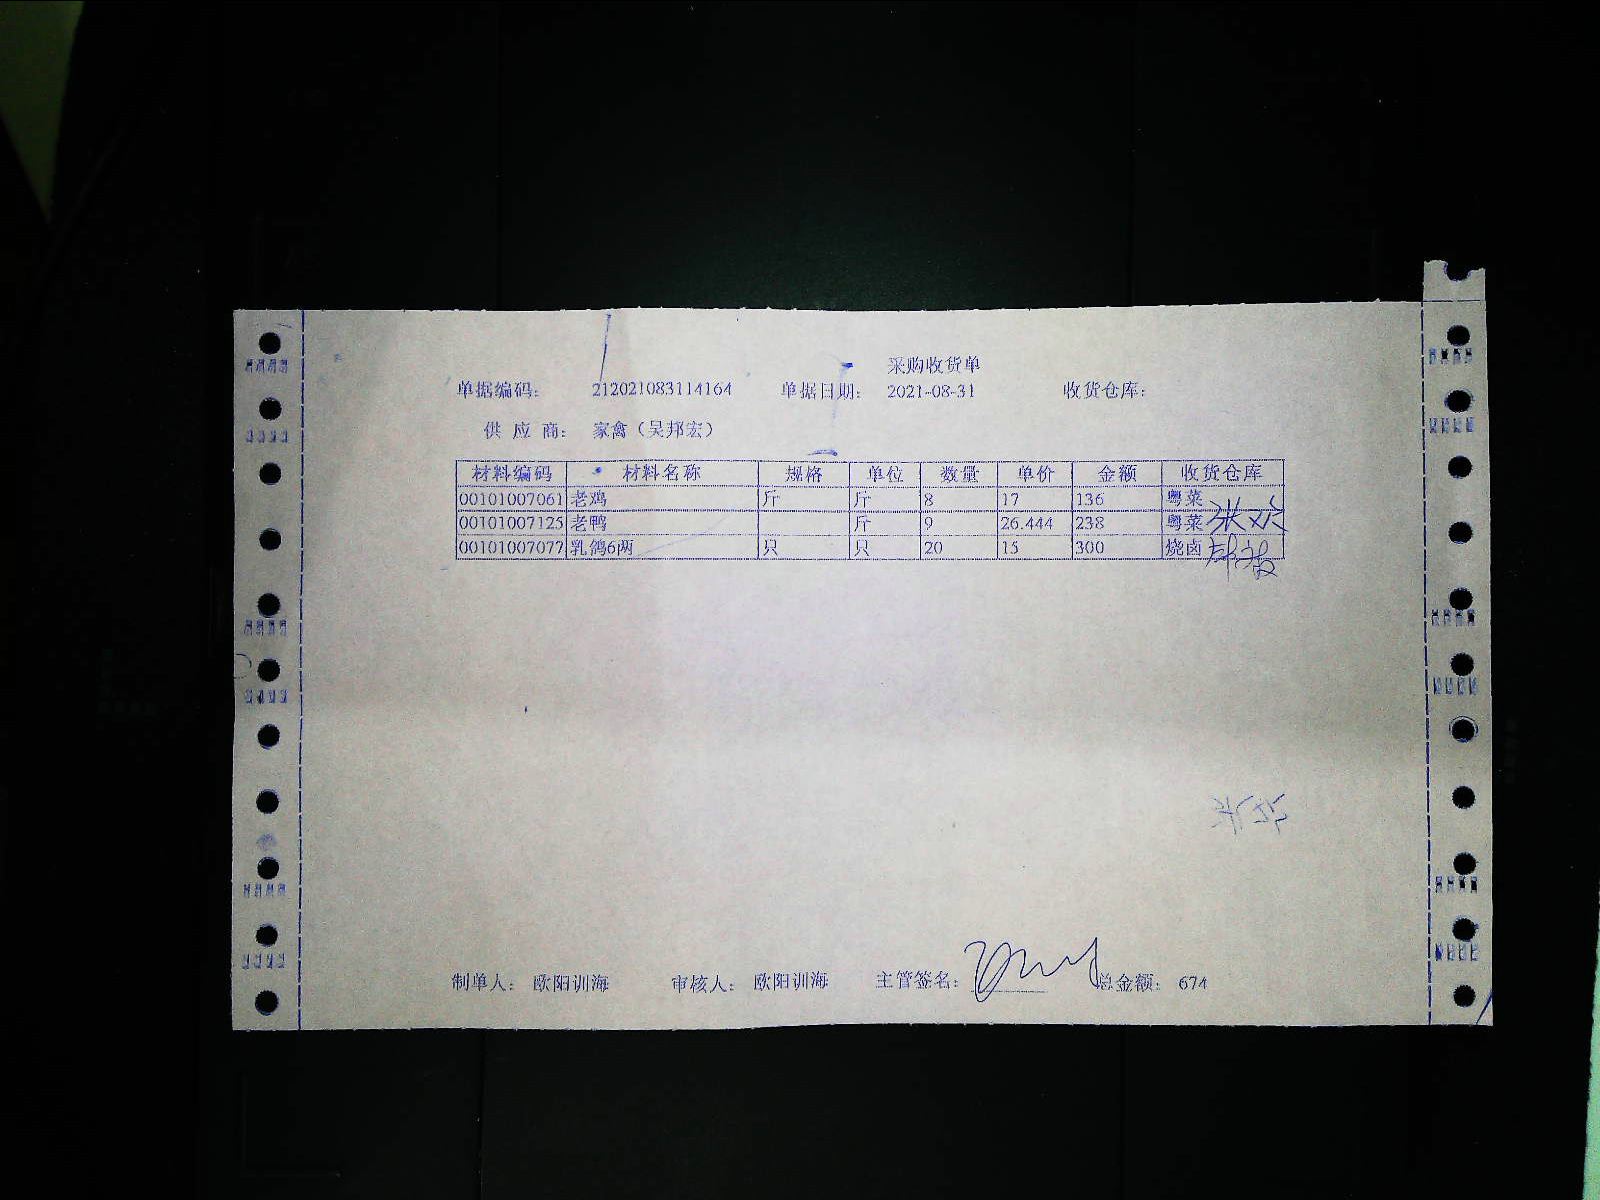 采购收货单
单据编码: 212021083114164 单据日期: 2021-08-31 收货仓库:
供 应 商: 家禽（吴邦宏）
材料编码 材料名称 规格 单位 数量 单价 金额 收货仓库
00101007061 老鸡 斤 斤 8 17 136 粤菜
00101007125 老鸭 斤 9 26.444 238 粤菜
00101007077 乳鸽6两 只 只 20 15 300 烧卤
制单人: 欧阳训海 审核人: 欧阳训海 主管签名: 总金额: 674